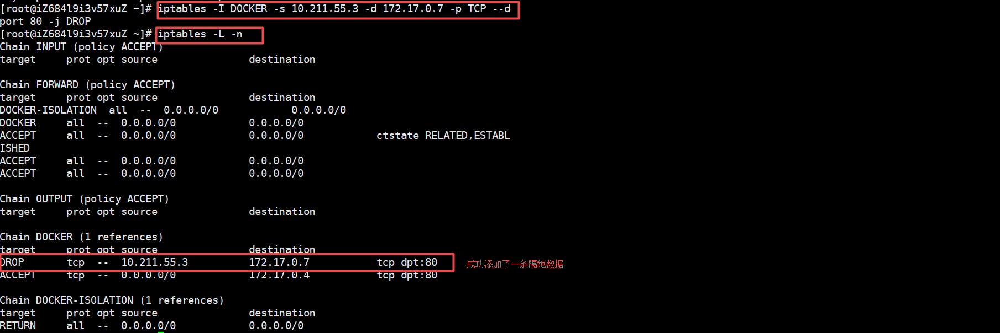 [root@iZ684l9i3v57xuZ ~]# iptables -I DOCKER -s 10.211.55.3 -d 172.17.0.7 -p TCP --d
port 80 -j DROP
[root@iZ684l9i3v57xuZ ~]# iptables -L -n
Chain INPUT (policy ACCEPT)
target     prot opt source               destination

Chain FORWARD (policy ACCEPT)
target     prot opt source               destination
DOCKER-ISOLATION  all  --  0.0.0.0/0            0.0.0.0/0
DOCKER     all  --  0.0.0.0/0            0.0.0.0/0
ACCEPT     all  --  0.0.0.0/0            0.0.0.0/0            ctstate RELATED,ESTABL
ISHED
ACCEPT     all  --  0.0.0.0/0            0.0.0.0/0
ACCEPT     all  --  0.0.0.0/0            0.0.0.0/0

Chain OUTPUT (policy ACCEPT)
target     prot opt source               destination

Chain DOCKER (1 references)
target     prot opt source               destination
DROP       tcp  --  10.211.55.3          172.17.0.7           tcp dpt:80 成功添加了一条隔绝数据
ACCEPT     tcp  --  0.0.0.0/0            172.17.0.4           tcp dpt:80

Chain DOCKER-ISOLATION (1 references)
target     prot opt source               destination
RETURN     all  --  0.0.0.0/0            0.0.0.0/0